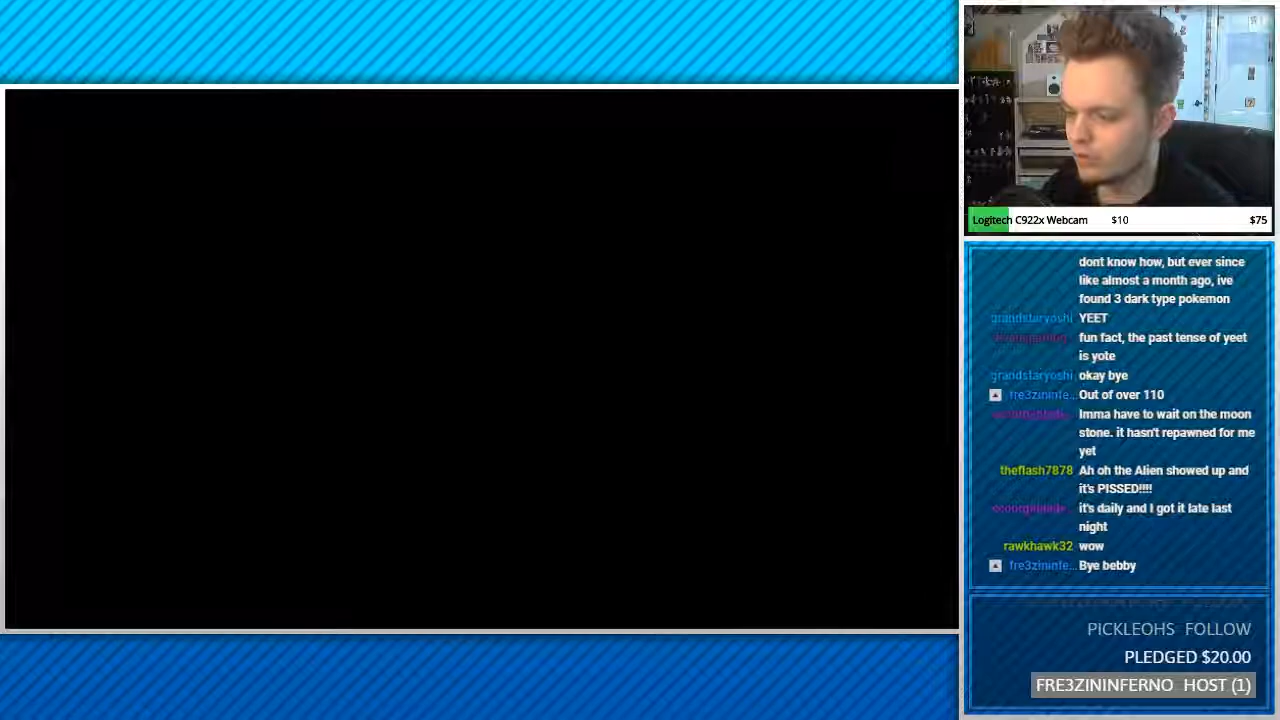 Logitech C922x Webcam $10 $75
dont know how, but ever since
like almost a month ago, ive
found 3 dark type pokemon
grandstaryoshi YEET
fun fact, the past tense of yeet
is yote
grandstaryoshi okay bye
fre3zininfe... Out of over 110
Imma have to wait on the moon
stone. it hasn't repawned for me
yet
theflash7878 Ah oh the Alien showed up and
it's PISSED!!!!
it's daily and I got it late last
night
rawkhawk32 wow
fre3zininfe... Bye bebby
PICKLEOHS FOLLOW
PLEDGED $20.00
FRE3ZININFERNO HOST (1)